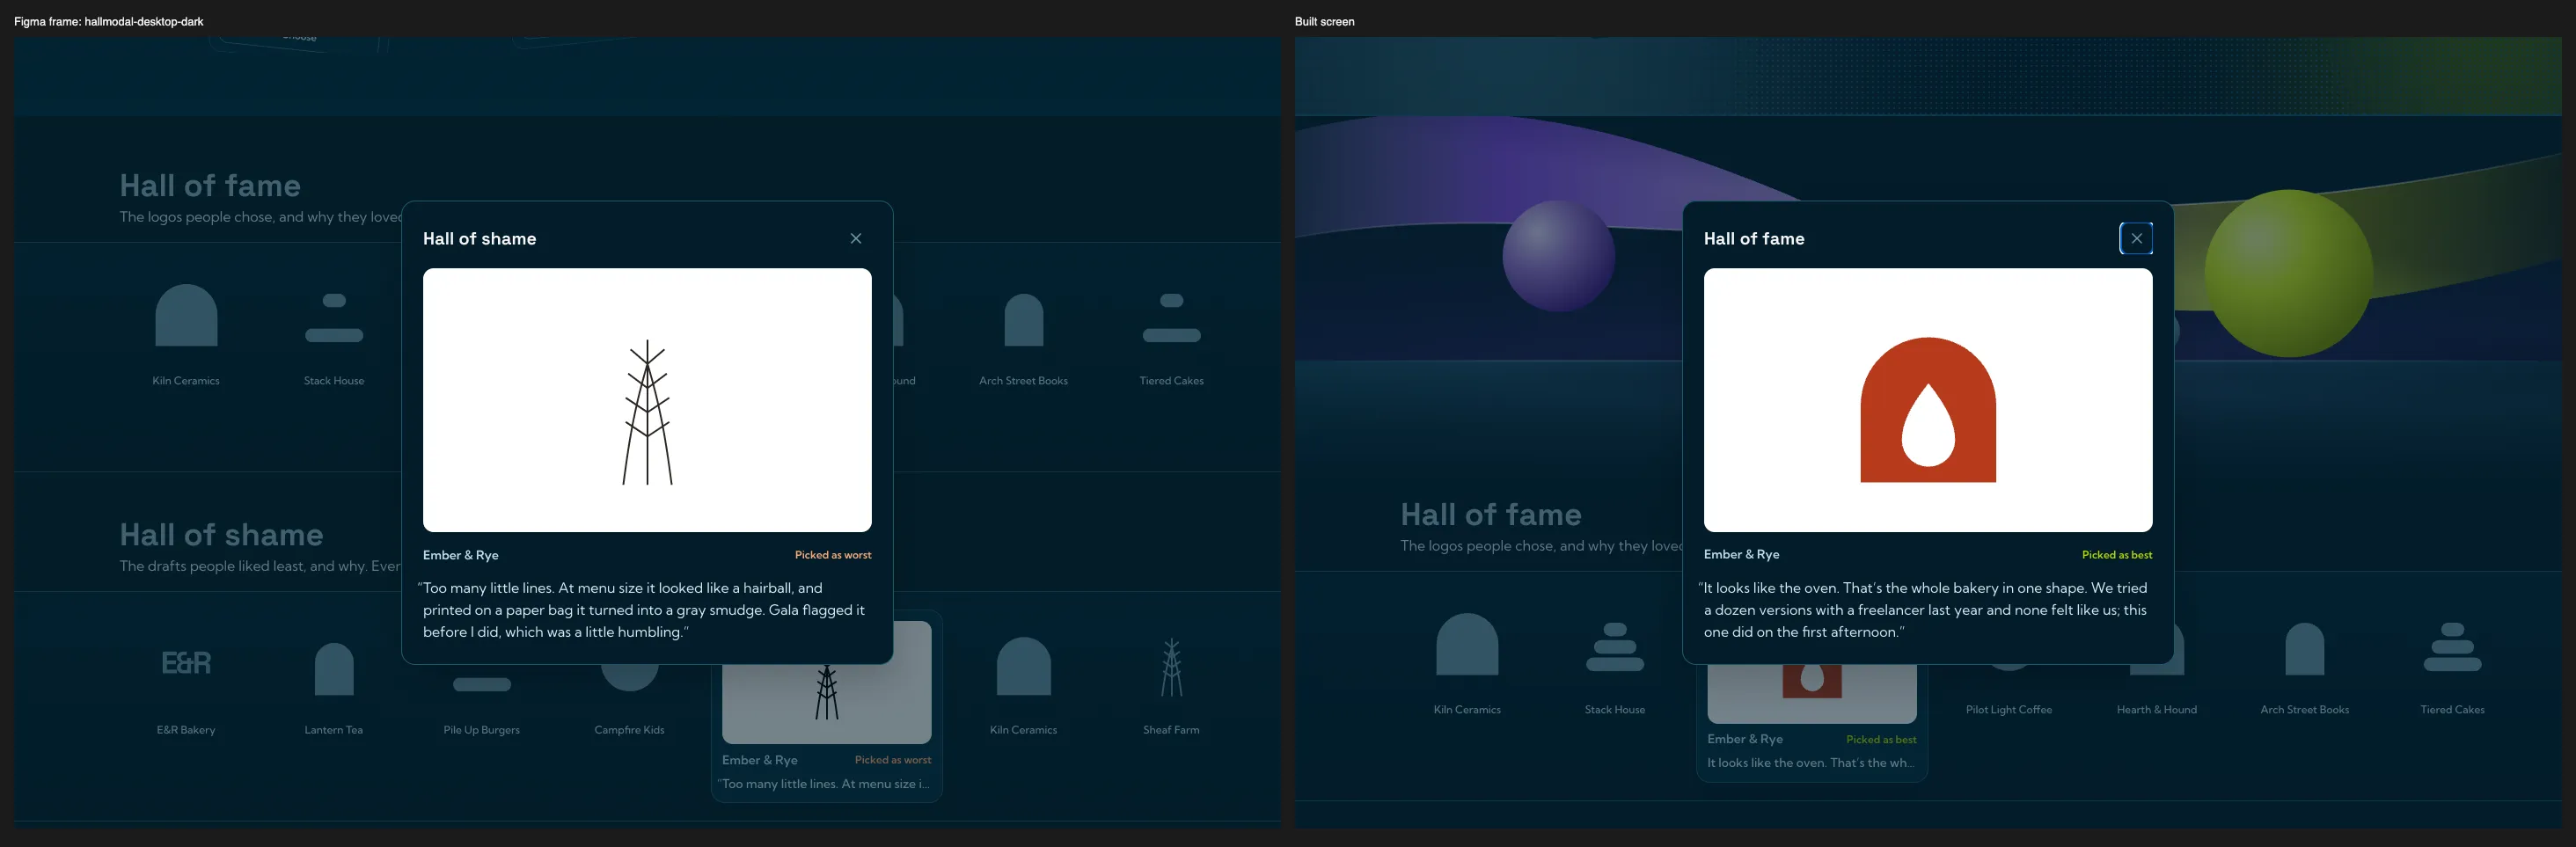 Figma frame: hallmodal-desktop-dark
Choose
Hall of fame
The logos people chose, and why they loved
Hall of shame
Picked as worst
Ember & Rye
“Too many little lines. At menu size it looked like a hairball, and
printed on a paper bag it turned into a gray smudge. Gala flagged it
before I did, which was a little humbling.”
Kiln Ceramics
Stack House
Arch Street Books
Tiered Cakes
Hall of shame
The drafts people liked least, and why. Ever
E&R
E&R Bakery
Lantern Tea
Pile Up Burgers
Campfire Kids
Ember & Rye
Picked as worst
“Too many little lines. At menu size i...
Kiln Ceramics
Sheaf Farm
Built screen
Hall of fame
Ember & Rye
Picked as best
“It looks like the oven. That’s the whole bakery in one shape. We tried
a dozen versions with a freelancer last year and none felt like us; this
one did on the first afternoon.”
Hall of fame
The logos people chose, and why they loved
Kiln Ceramics
Stack House
Ember & Rye
Picked as best
It looks like the oven. That’s the wh...
Pilot Light Coffee
Hearth & Hound
Arch Street Books
Tiered Cakes